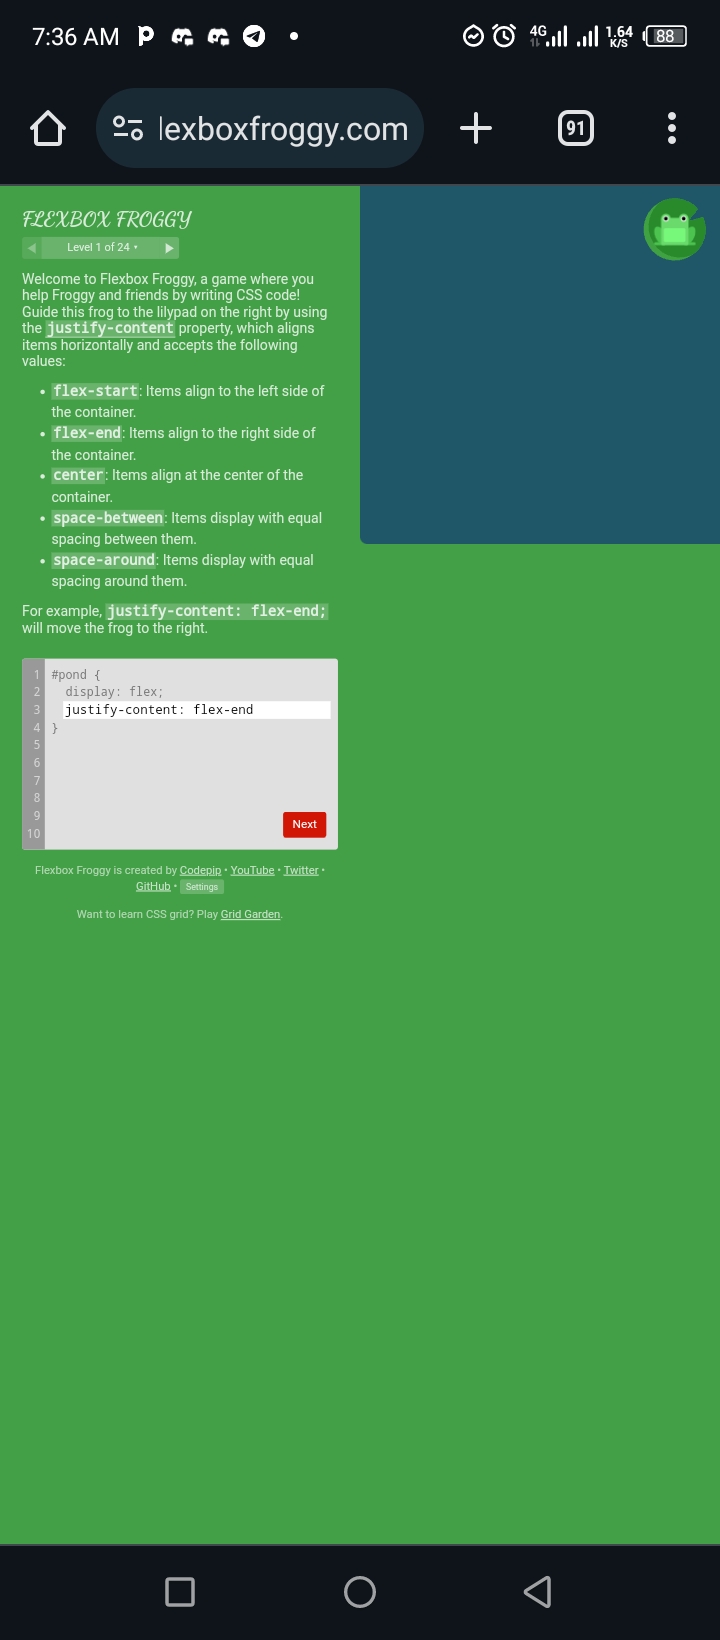 7:36 AM
4G
1.64
K/S
88
lexboxfroggy.com
91
FLEXBOX FROGGY
Level 1 of 24
Welcome to Flexbox Froggy, a game where you
help Froggy and friends by writing CSS code!
Guide this frog to the lilypad on the right by using
the justify-content property, which aligns
items horizontally and accepts the following
values:
• flex-start: Items align to the left side of
the container.
• flex-end: Items align to the right side of
the container.
• center: Items align at the center of the
container.
• space-between: Items display with equal
spacing between them.
• space-around: Items display with equal
spacing around them.
For example, justify-content: flex-end;
will move the frog to the right.
1 #pond {
2 display: flex;
3 justify-content: flex-end
4 }
5
6
7
8
9
10
Next
Flexbox Froggy is created by Codepip • YouTube • Twitter •
GitHub • Settings
Want to learn CSS grid? Play Grid Garden.